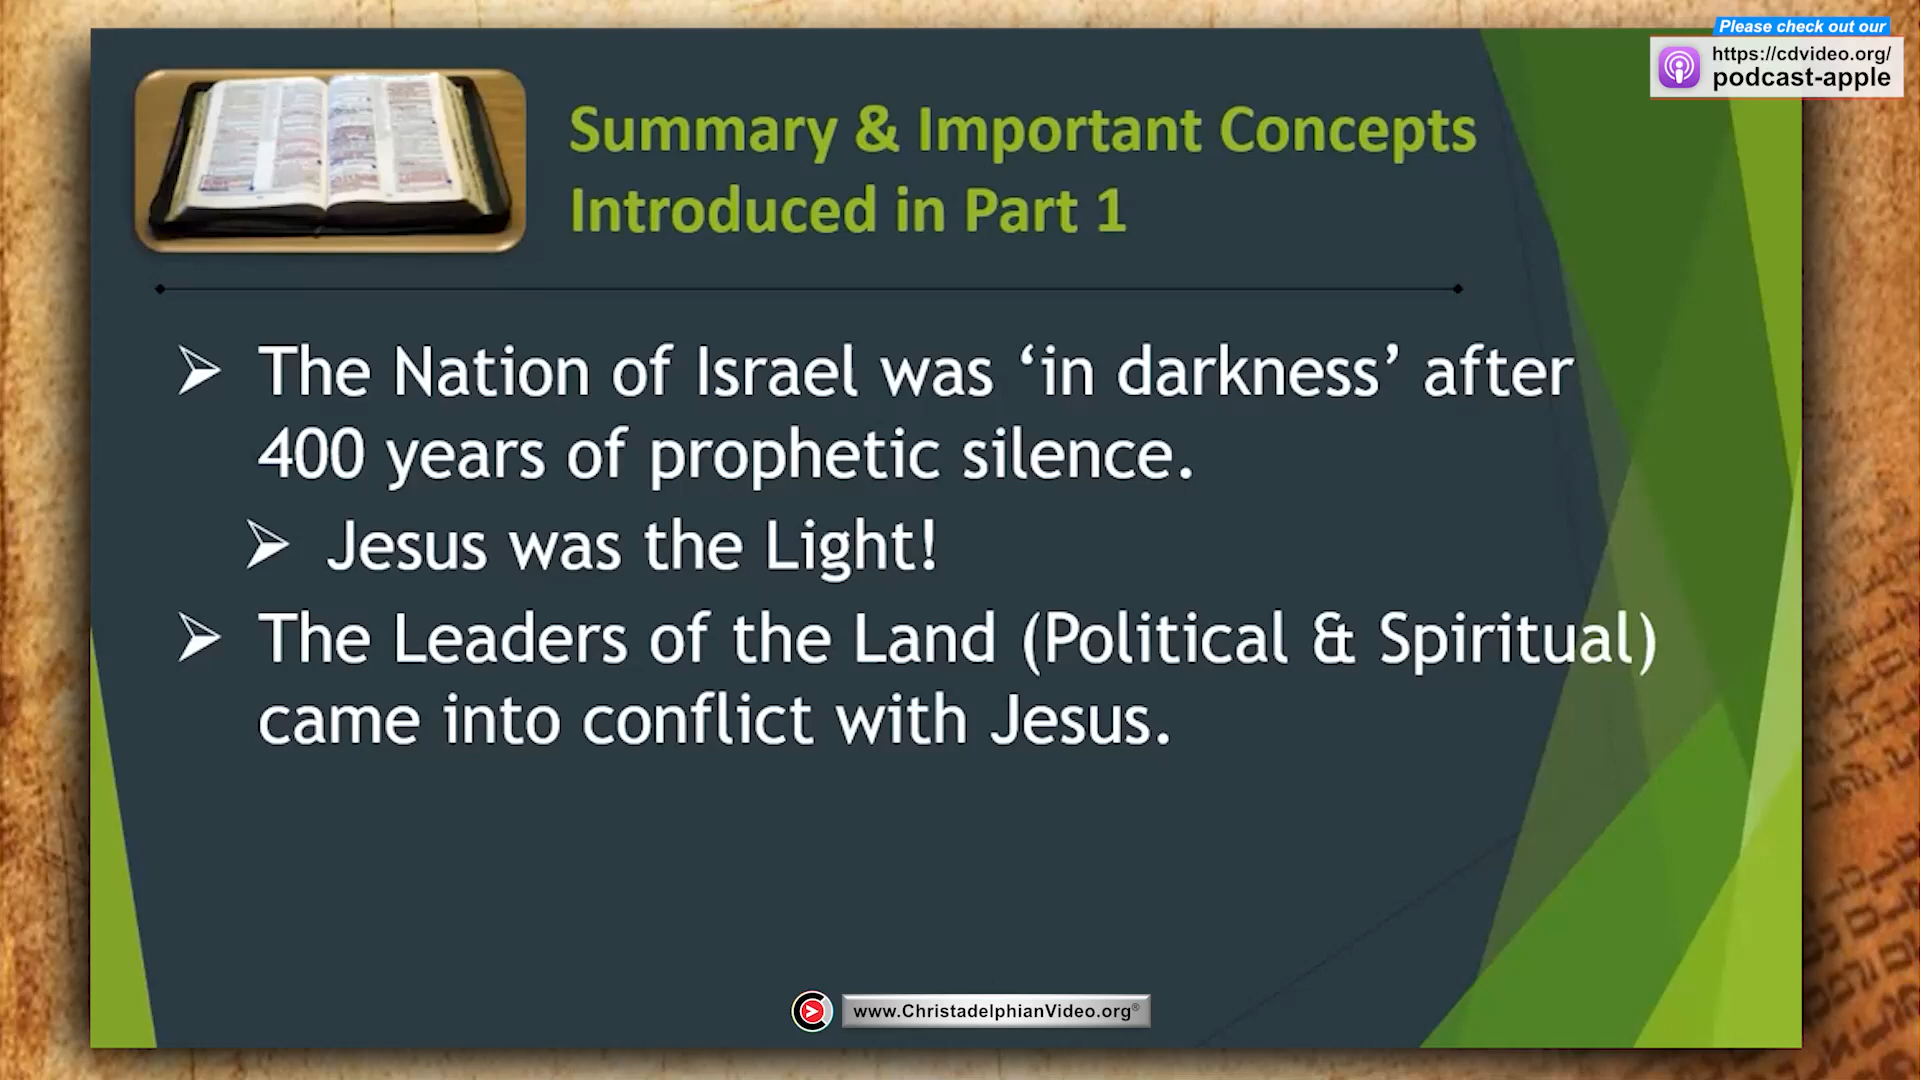 Please check out our
https://cdvideo.org/
podcast-apple
Summary & Important Concepts
Introduced in Part 1
The Nation of Israel was ‘in darkness’ after
400 years of prophetic silence.
Jesus was the Light!
The Leaders of the Land (Political & Spiritual)
came into conflict with Jesus.
www.ChristadelphianVideo.org®